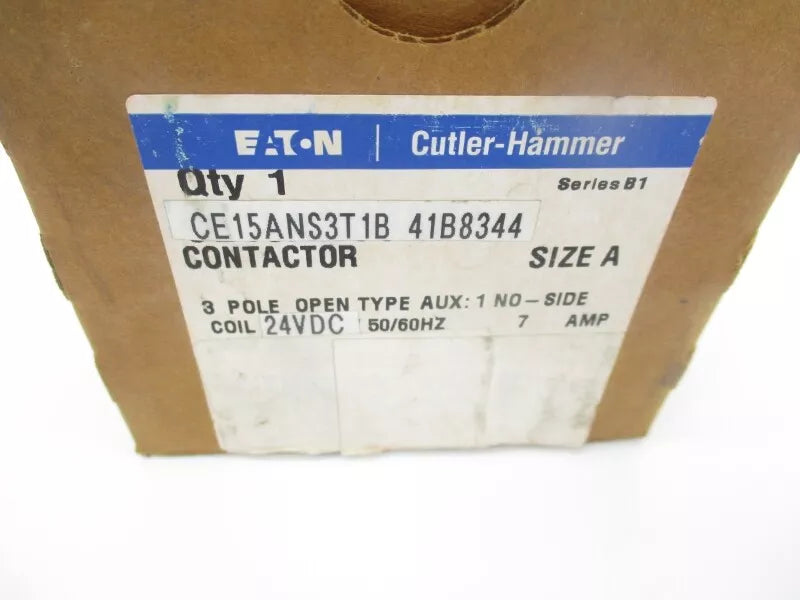 EATON | Cutler-Hammer
Qty 1 Series B1
CE15ANS3T1B 41B8344
CONTACTOR SIZE A
3 POLE OPEN TYPE AUX: 1 NO-SIDE
COIL 24VDC 50/60HZ 7 AMP